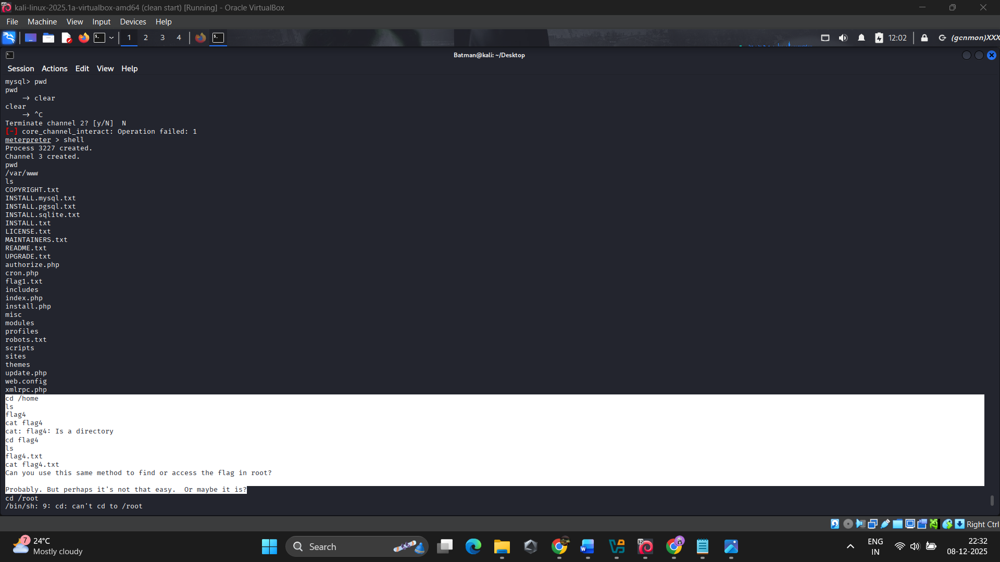 kali-linux-2025.1a-virtualbox-amd64 (clean start) [Running] - Oracle VirtualBox
File Machine View Input Devices Help
1 2 3 4 12:02 (genmon)XXX
Batman@kali: ~/Desktop
Session Actions Edit View Help
mysql> pwd
pwd
    → clear
clear
    → ^C
Terminate channel 2? [y/N]  N
[-] core_channel_interact: Operation failed: 1
meterpreter > shell
Process 3227 created.
Channel 3 created.
pwd
/var/www
ls
COPYRIGHT.txt
INSTALL.mysql.txt
INSTALL.pgsql.txt
INSTALL.sqlite.txt
INSTALL.txt
LICENSE.txt
MAINTAINERS.txt
README.txt
UPGRADE.txt
authorize.php
cron.php
flag1.txt
includes
index.php
install.php
misc
modules
profiles
robots.txt
scripts
sites
themes
update.php
web.config
xmlrpc.php
cd /home
ls
flag4
cat flag4
cat: flag4: Is a directory
cd flag4
ls
flag4.txt
cat flag4.txt
Can you use this same method to find or access the flag in root?
Probably. But perhaps it's not that easy.  Or maybe it is?
cd /root
/bin/sh: 9: cd: can't cd to /root
Right Ctrl
7 24°C
Mostly cloudy
Search
ENG
IN
22:32
08-12-2025